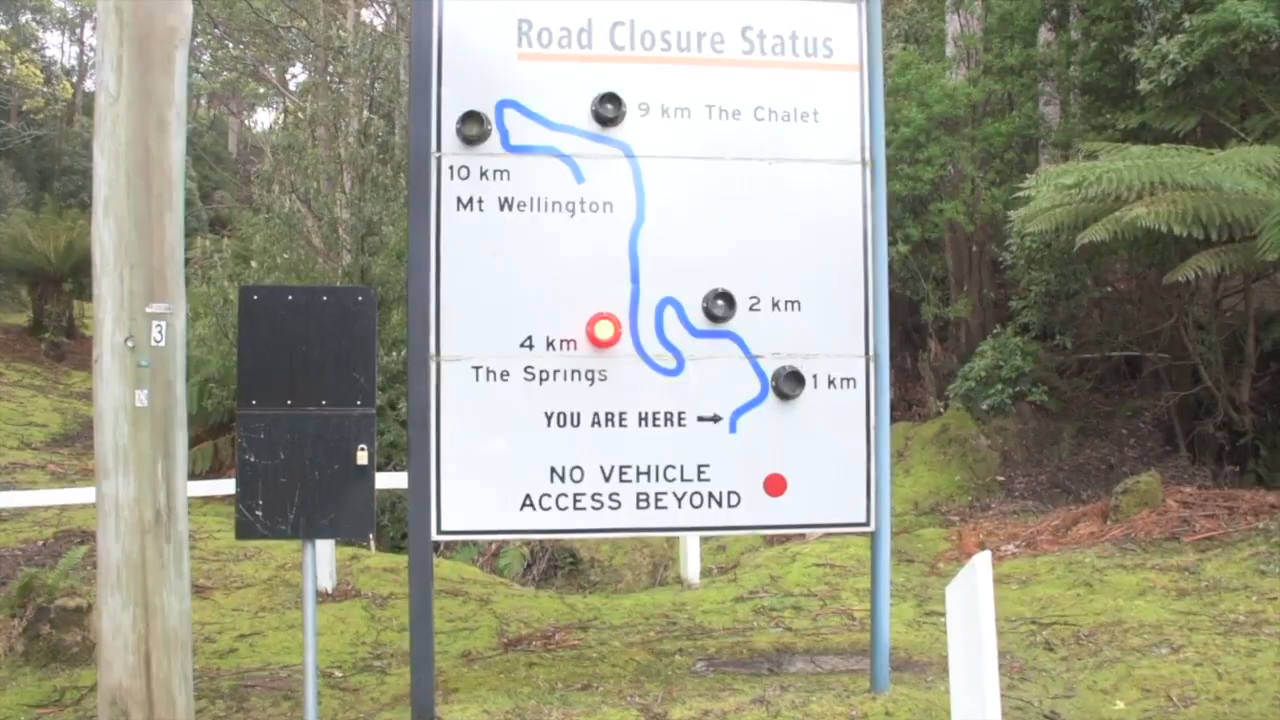 Road Closure Status
9 km The Chalet
10 km
Mt Wellington
2 km
4 km
The Springs
1 km
YOU ARE HERE
NO VEHICLE
ACCESS BEYOND
3